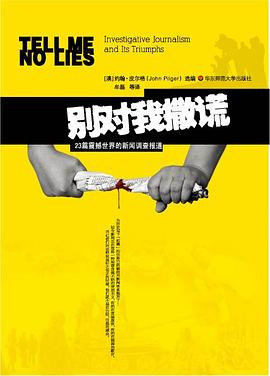 TELL ME
NO LIES
Investigative Journalism
and Its Triumphs
[澳]约翰·皮尔格(John Pilger) 选编
牟磊 等译
华东师范大学出版社
别对我撒谎
23篇震撼世界的新闻调查报道